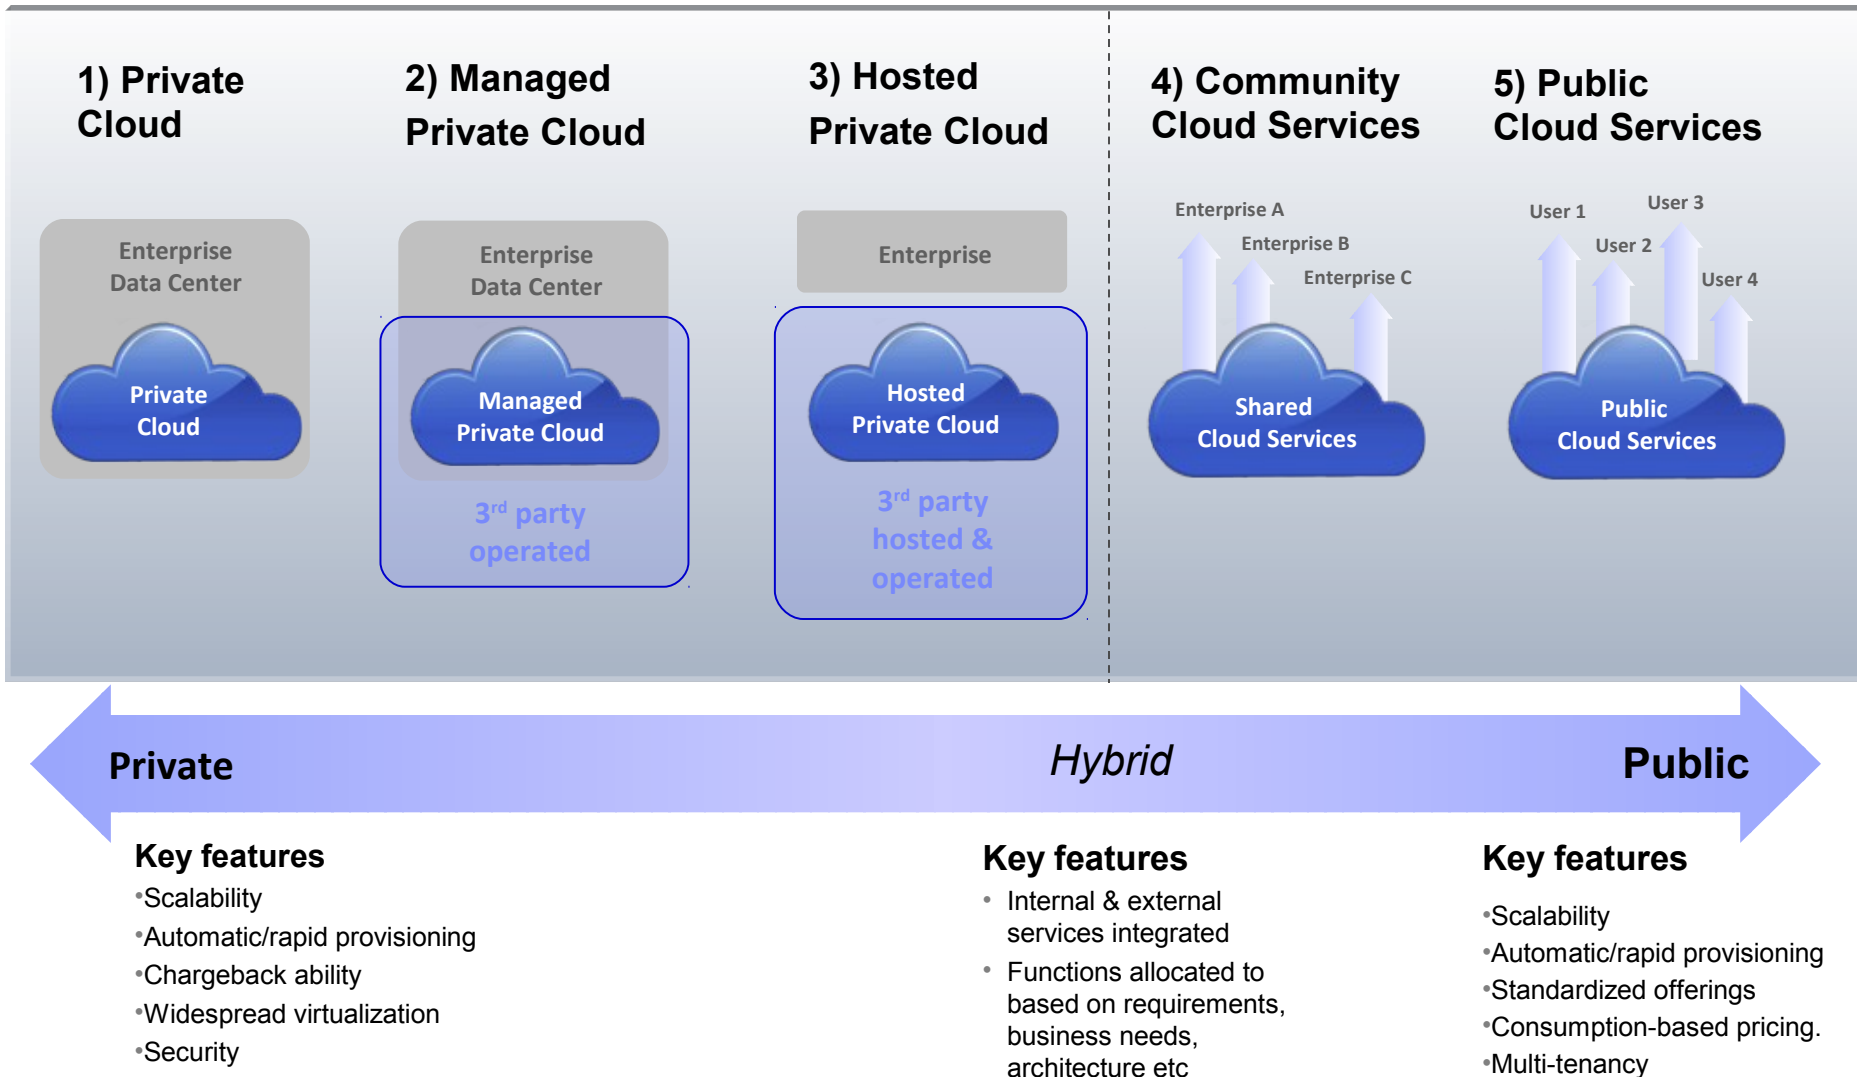 1) Private
Cloud
2) Managed
Private Cloud
3) Hosted
Private Cloud
4) Community
Cloud Services
5) Public
Cloud Services
Enterprise
Data Center
Private
Cloud
Enterprise
Data Center
Managed
Private Cloud
3rd party
operated
Enterprise
Hosted
Private Cloud
3rd party
hosted &
operated
Enterprise A
Enterprise B
Enterprise C
Shared
Cloud Services
User 1
User 2
User 3
User 4
Public
Cloud Services
Private
Hybrid
Public
Key features
•Scalability
•Automatic/rapid provisioning
•Chargeback ability
•Widespread virtualization
•Security
Key features
• Internal & external
services integrated
• Functions allocated to
based on requirements,
business needs,
architecture etc
Key features
•Scalability
•Automatic/rapid provisioning
•Standardized offerings
•Consumption-based pricing.
•Multi-tenancy